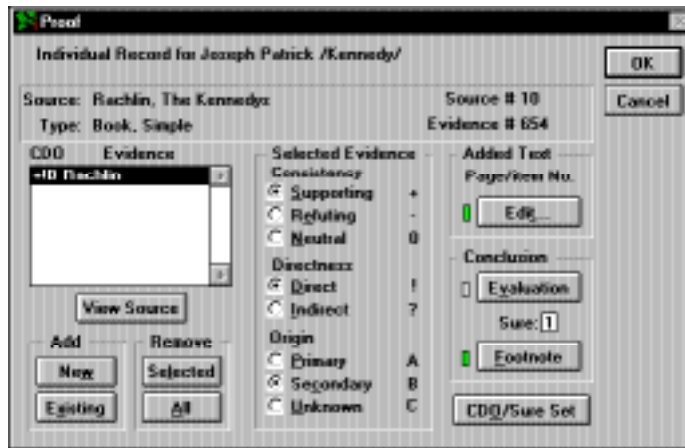 Proof
Individual Record for Joseph Patrick /Kennedy/
OK
Cancel
Source: Rachlin, The Kennedys Source # 10
Type: Book, Simple Evidence # 654
CDO Evidence
+!B Rachlin
View Source
Add
New
Existing
Remove
Selected
All
Selected Evidence
Consistency
Supporting +
Refuting -
Neutral 0
Directness
Direct !
Indirect ?
Origin
Primary A
Secondary B
Unknown C
Added Text
Page/Item No.
Edit...
Conclusion
Evaluation
Sure: 1
Footnote
CDO/Sure Set